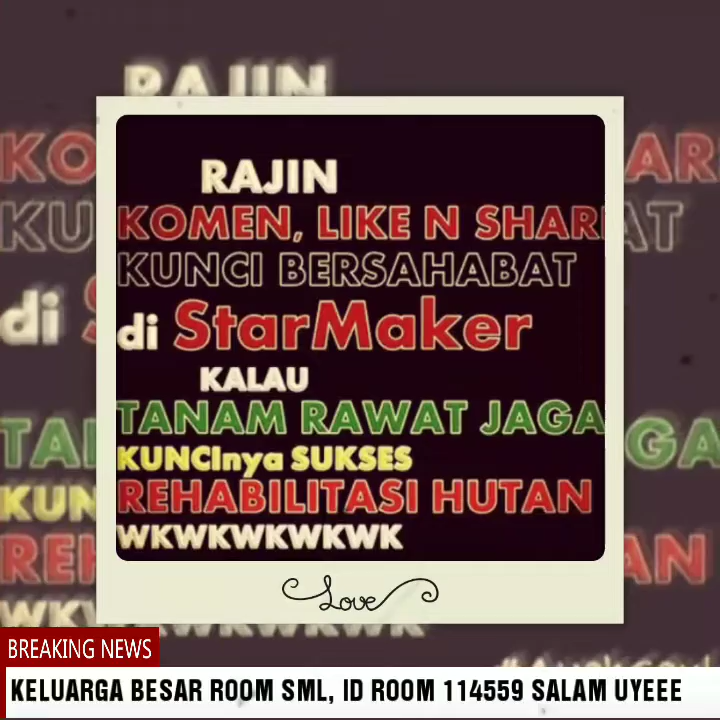 RAJIN
KOMEN, LIKE N SHAR
KUNCI BERSAHABAT
di StarMaker
KALAU
TANAM RAWAT JAGA
KUNCInya SUKSES
REHABILITASI HUTAN
WKWKWKWKWK
Love
BREAKING NEWS
KELUARGA BESAR ROOM SML, ID ROOM 114559 SALAM UYEEE